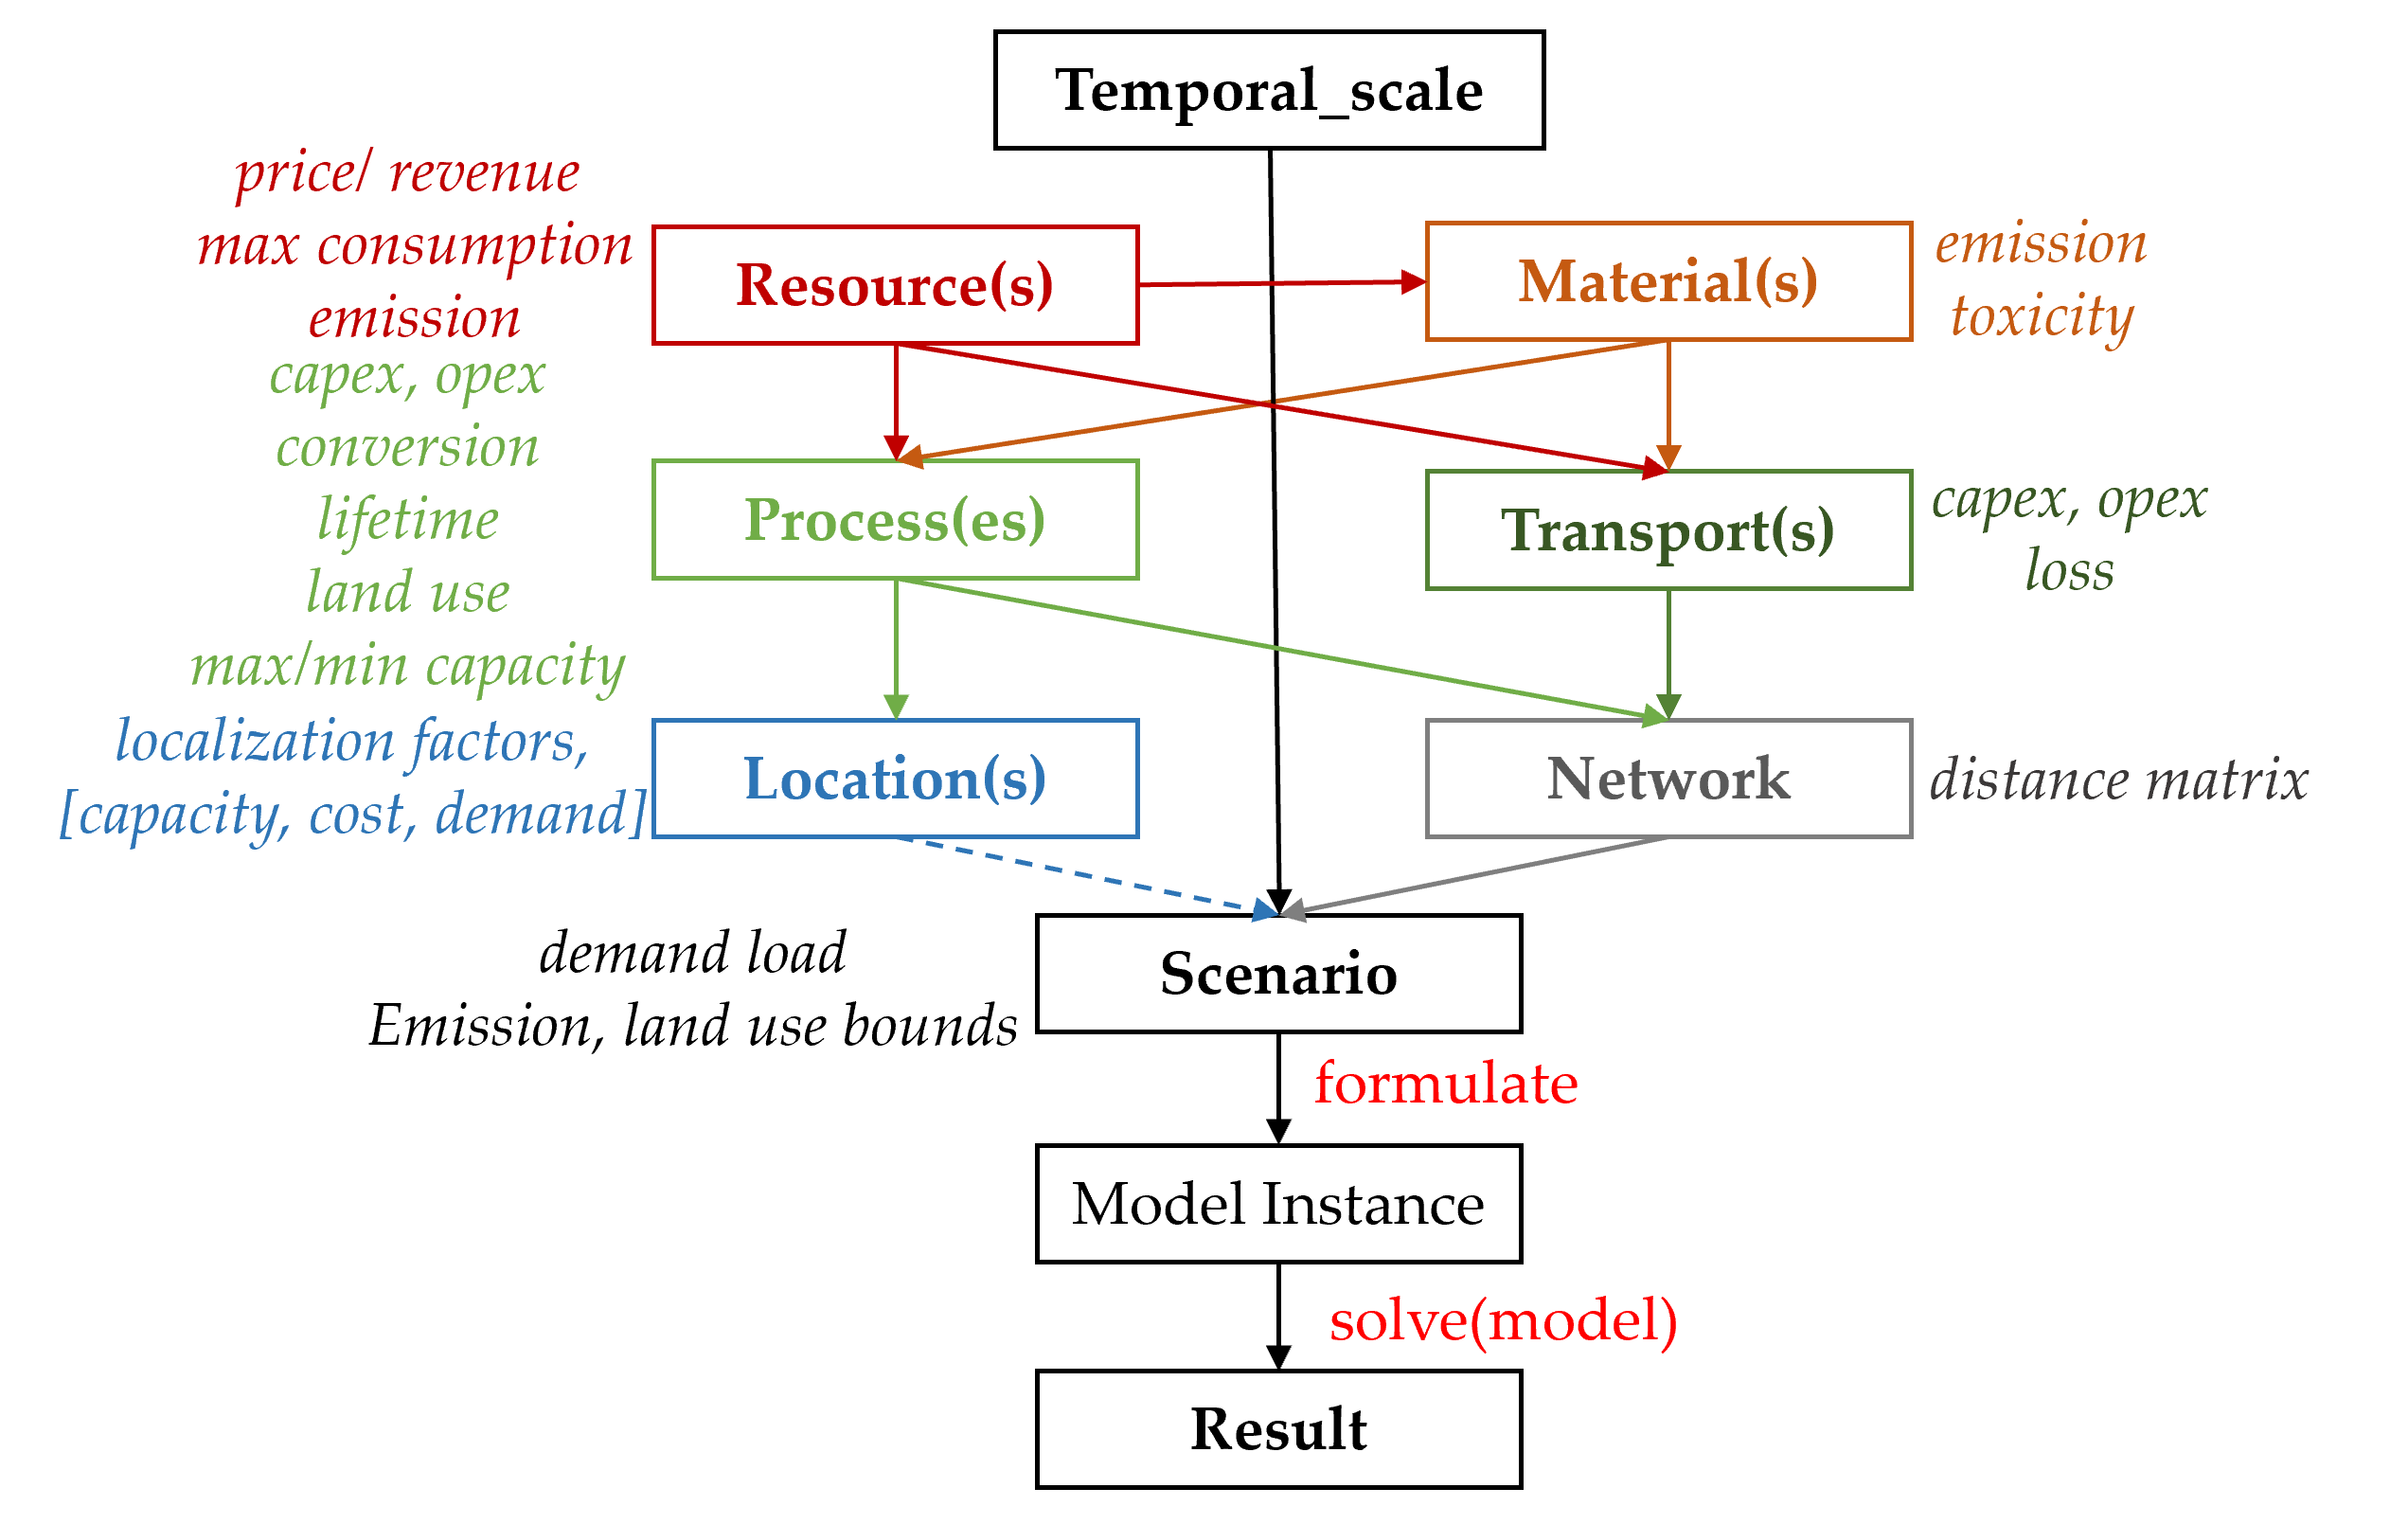 Temporal_scale
price/ revenue
max consumption
emission
Resource(s)
Material(s)
emission
toxicity
capex, opex
conversion
lifetime
land use
max/min capacity
Process(es)
Transport(s)
capex, opex
loss
localization factors,
[capacity, cost, demand]
Location(s)
Network
distance matrix
demand load
Emission, land use bounds
Scenario
formulate
Model Instance
solve(model)
Result